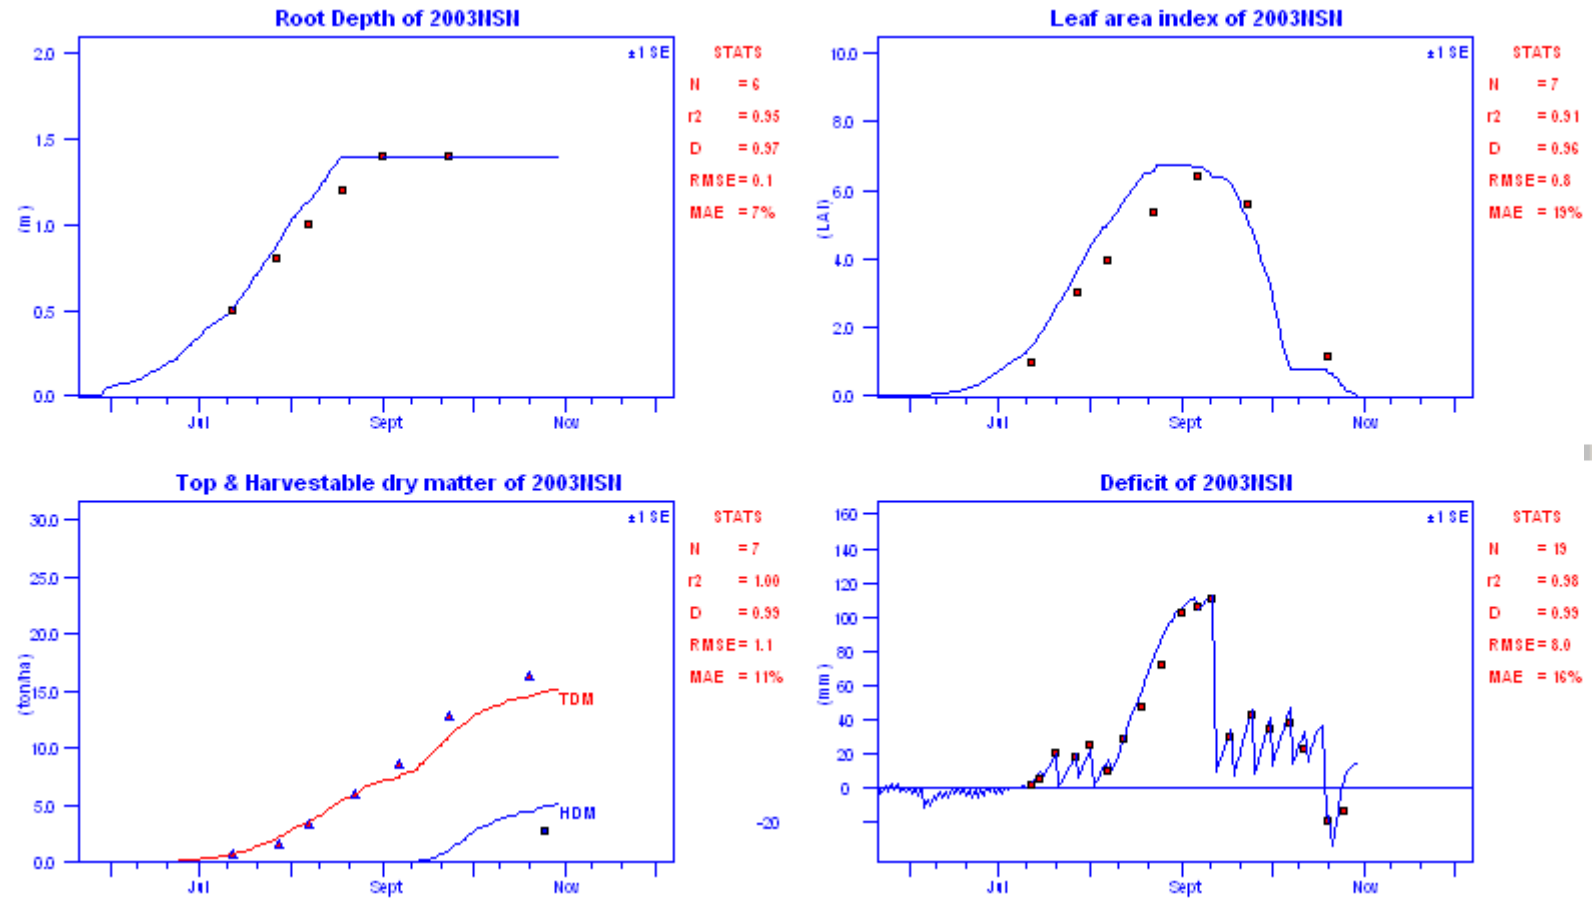 Root Depth of 2003NSN
±1 SE
2.0
1.5
1.0
0.5
0.0
(m)
Jul
Sept
Nov
STATS
N = 6
r2 = 0.95
D = 0.97
RMSE= 0.1
MAE = 7%
Leaf area index of 2003NSN
±1 SE
10.0
8.0
6.0
4.0
2.0
0.0
(LAI)
Jul
Sept
Nov
STATS
N = 7
r2 = 0.91
D = 0.96
RMSE= 0.8
MAE = 19%
Top & Harvestable dry matter of 2003NSN
±1 SE
30.0
25.0
20.0
15.0
10.0
5.0
0.0
(ton/ha)
TDM
HDM
Jul
Sept
Nov
STATS
N = 7
r2 = 1.00
D = 0.99
RMSE= 1.1
MAE = 11%
Deficit of 2003NSN
±1 SE
160
140
120
100
80
60
40
20
0
-20
(mm)
Jul
Sept
Nov
STATS
N = 19
r2 = 0.98
D = 0.99
RMSE= 8.0
MAE = 16%